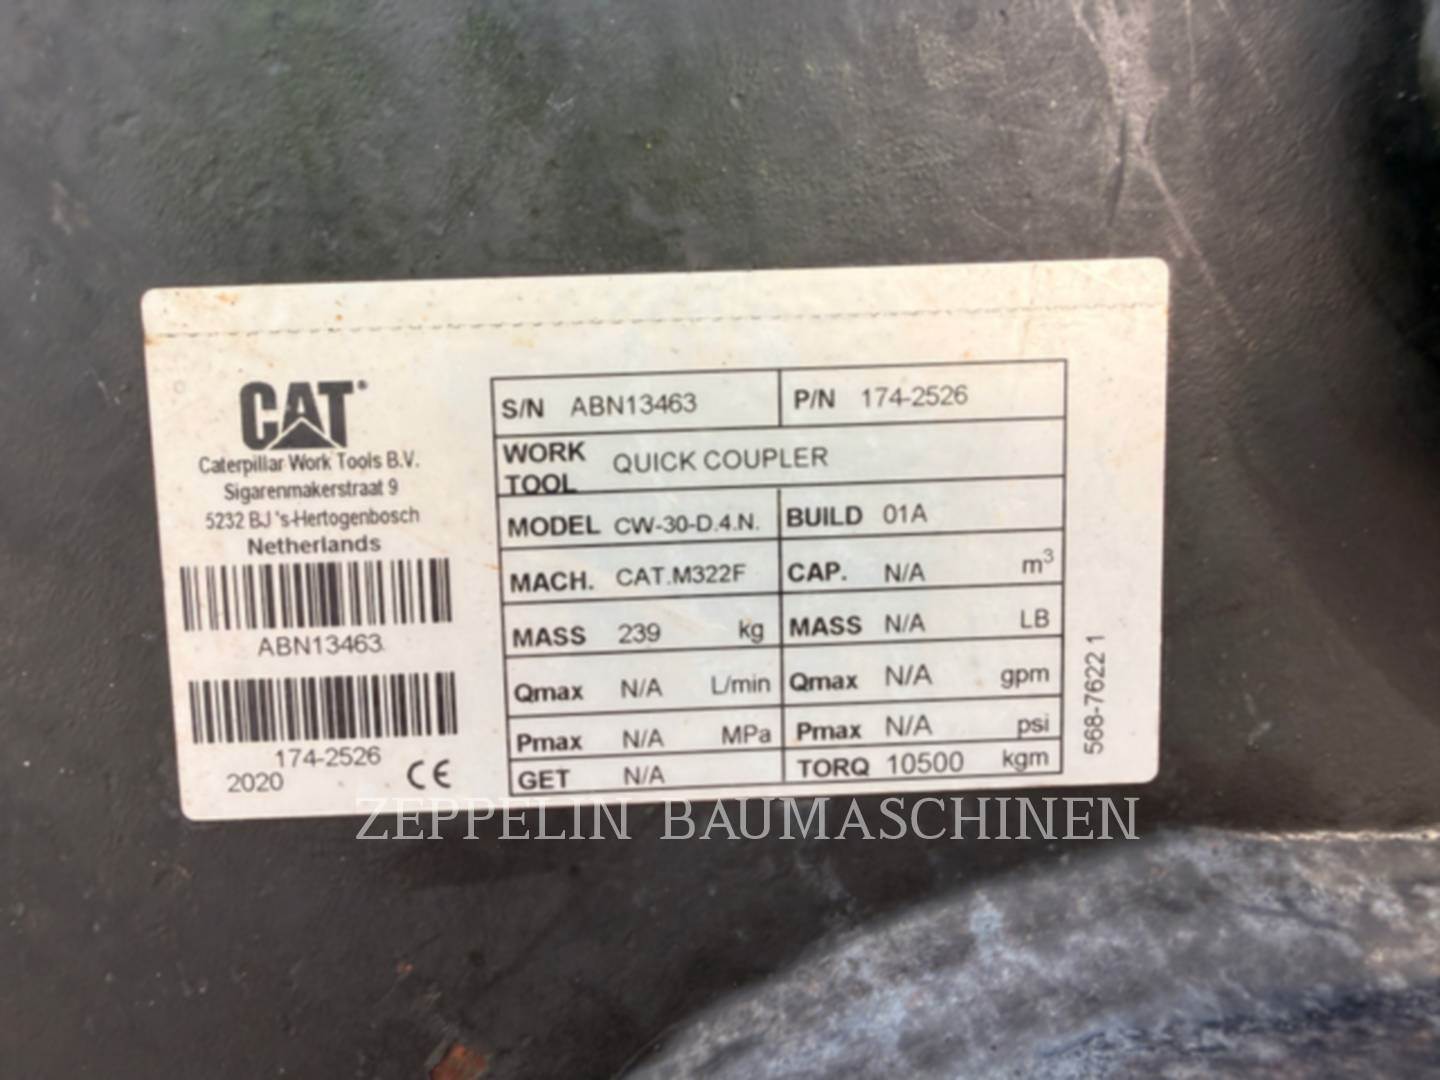 CAT®
Caterpillar Work Tools B.V.
Sigarenmakerstraat 9
5232 BJ 's-Hertogenbosch
Netherlands
ABN13463
174-2526
2020 CE
S/N ABN13463 P/N 174-2526
WORK TOOL QUICK COUPLER
MODEL CW-30-D.4.N. BUILD 01A
MACH. CAT.M322F CAP. N/A m³
MASS 239 kg MASS N/A LB
Qmax N/A L/min Qmax N/A gpm
Pmax N/A MPa Pmax N/A psi
GET N/A TORQ 10500 kgm
568-7622 1
ZEPPELIN BAUMASCHINEN